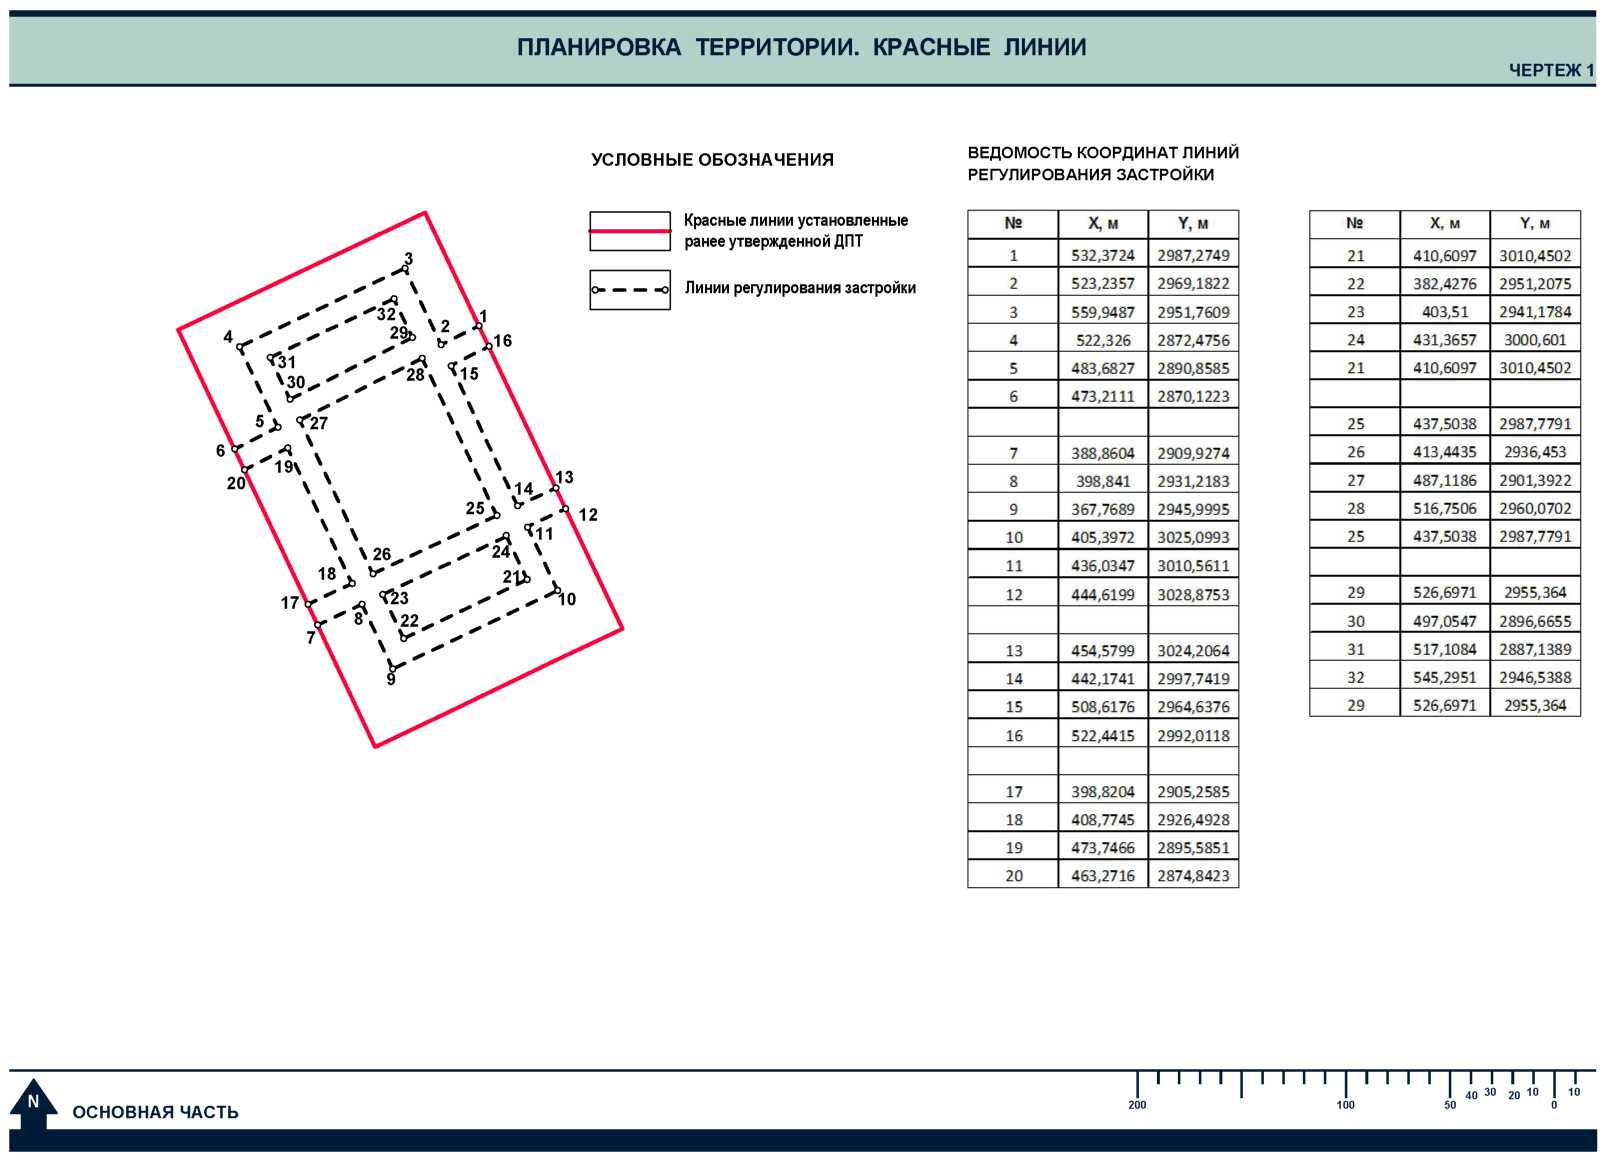 ПЛАНИРОВКА ТЕРРИТОРИИ. КРАСНЫЕ ЛИНИИ
ЧЕРТЕЖ 1
УСЛОВНЫЕ ОБОЗНАЧЕНИЯ
Красные линии установленные
ранее утвержденной ДПТ
Линии регулирования застройки
3
1
2
16
32
29
4
31
15
28
30
5
27
6
19
20
13
14
25
12
11
26
24
18
21
17
23
10
8
22
7
9
ВЕДОМОСТЬ КООРДИНАТ ЛИНИЙ
РЕГУЛИРОВАНИЯ ЗАСТРОЙКИ
№ X, м Y, м
1 532,3724 2987,2749
2 523,2357 2969,1822
3 559,9487 2951,7609
4 522,326 2872,4756
5 483,6827 2890,8585
6 473,2111 2870,1223
7 388,8604 2909,9274
8 398,841 2931,2183
9 367,7689 2945,9995
10 405,3972 3025,0993
11 436,0347 3010,5611
12 444,6199 3028,8753
13 454,5799 3024,2064
14 442,1741 2997,7419
15 508,6176 2964,6376
16 522,4415 2992,0118
17 398,8204 2905,2585
18 408,7745 2926,4928
19 473,7466 2895,5851
20 463,2716 2874,8423
№ X, м Y, м
21 410,6097 3010,4502
22 382,4276 2951,2075
23 403,51 2941,1784
24 431,3657 3000,601
21 410,6097 3010,4502
25 437,5038 2987,7791
26 413,4435 2936,453
27 487,1186 2901,3922
28 516,7506 2960,0702
25 437,5038 2987,7791
29 526,6971 2955,364
30 497,0547 2896,6655
31 517,1084 2887,1389
32 545,2951 2946,5388
29 526,6971 2955,364
N
ОСНОВНАЯ ЧАСТЬ
200 100 50 40 30 20 10 0 10